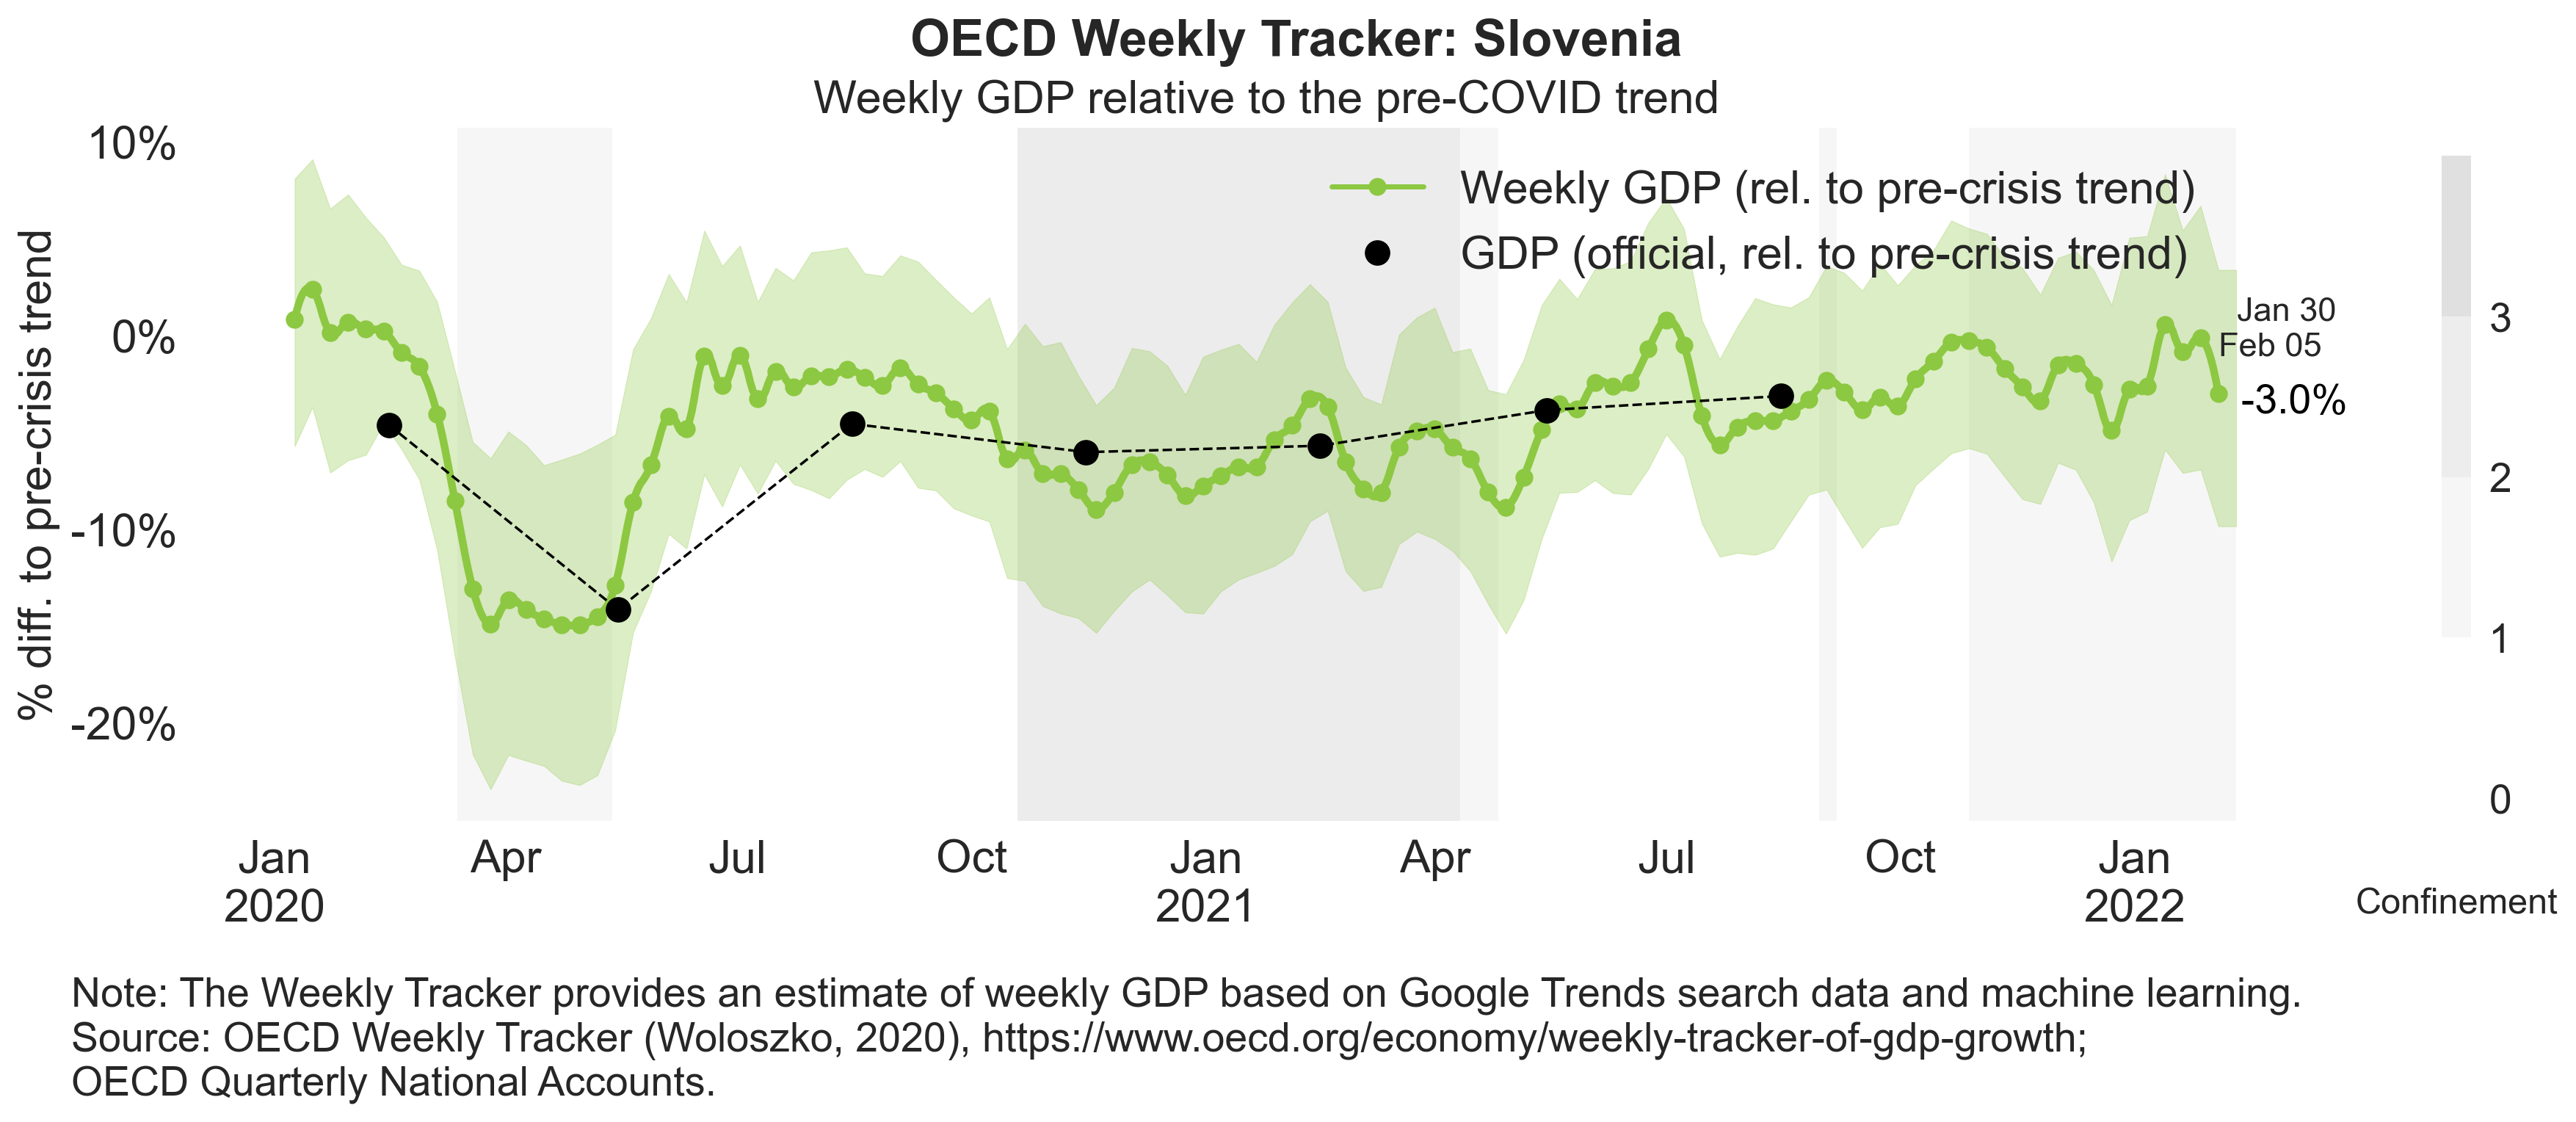 OECD Weekly Tracker: Slovenia
Weekly GDP relative to the pre-COVID trend
% diff. to pre-crisis trend
10%
0%
-10%
-20%
Weekly GDP (rel. to pre-crisis trend)
GDP (official, rel. to pre-crisis trend)
Jan 30
Feb 05
-3.0%
3
2
1
0
Confinement
Jan Apr Jul Oct Jan Apr Jul Oct Jan
2020 2021 2022
Note: The Weekly Tracker provides an estimate of weekly GDP based on Google Trends search data and machine learning.
Source: OECD Weekly Tracker (Woloszko, 2020), https://www.oecd.org/economy/weekly-tracker-of-gdp-growth;
OECD Quarterly National Accounts.